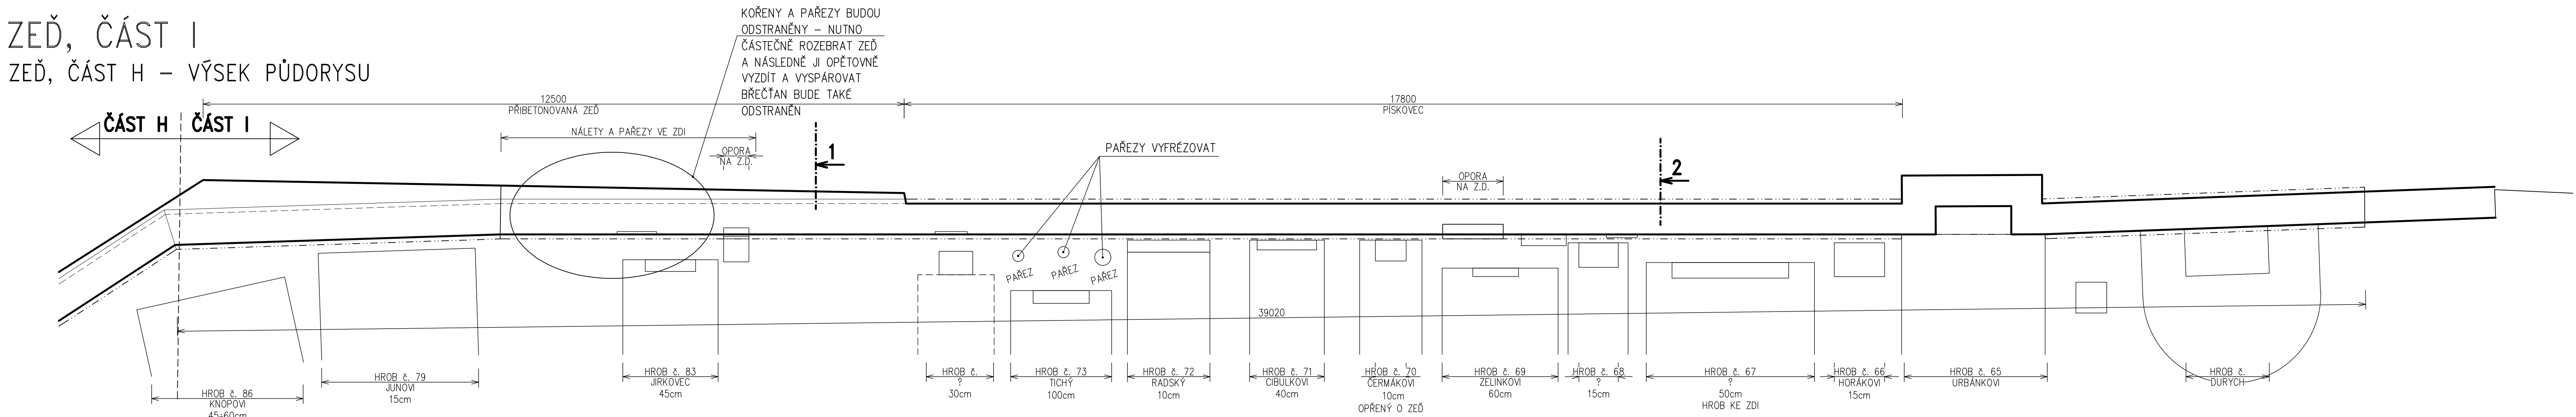 ZEĎ, ČÁST I
ZEĎ, ČÁST H – VÝSEK PŮDORYSU
KOŘENY A PAŘEZY BUDOU
ODSTRANĚNY – NUTNO
ČÁSTEČNĚ ROZEBRAT ZEĎ
A NÁSLEDNĚ JI OPĚTOVNĚ
VYZDÍT A VYSPÁROVAT
BŘEČŤAN BUDE TAKÉ
ODSTRANĚN
12500
PŘIBETONOVANÁ ZEĎ
17800
PÍSKOVEC
ČÁST H
ČÁST I
NÁLETY A PAŘEZY VE ZDI
OPORA
NA Z.D.
1
PAŘEZY VYFRÉZOVAT
OPORA
NA Z.D.
2
PAŘEZ
PAŘEZ
PAŘEZ
39020
HROB č. 86
KNOPOVI
45-60cm
HROB č. 79
JUNOVI
15cm
HROB č. 83
JIRKOVEC
45cm
HROB č.
?
30cm
HROB č. 73
TICHÝ
100cm
HROB č. 72
RADSKÝ
10cm
HROB č. 71
CIBULKOVI
40cm
HROB č. 70
ČERMÁKOVI
10cm
OPŘENÝ O ZEĎ
HROB č. 69
ZELINKOVI
60cm
HROB č. 68
?
15cm
HROB č. 67
?
50cm
HROB KE ZDI
HROB č. 66
HORÁKOVI
15cm
HROB č. 65
URBÁNKOVI
HROB č.
DURYCH